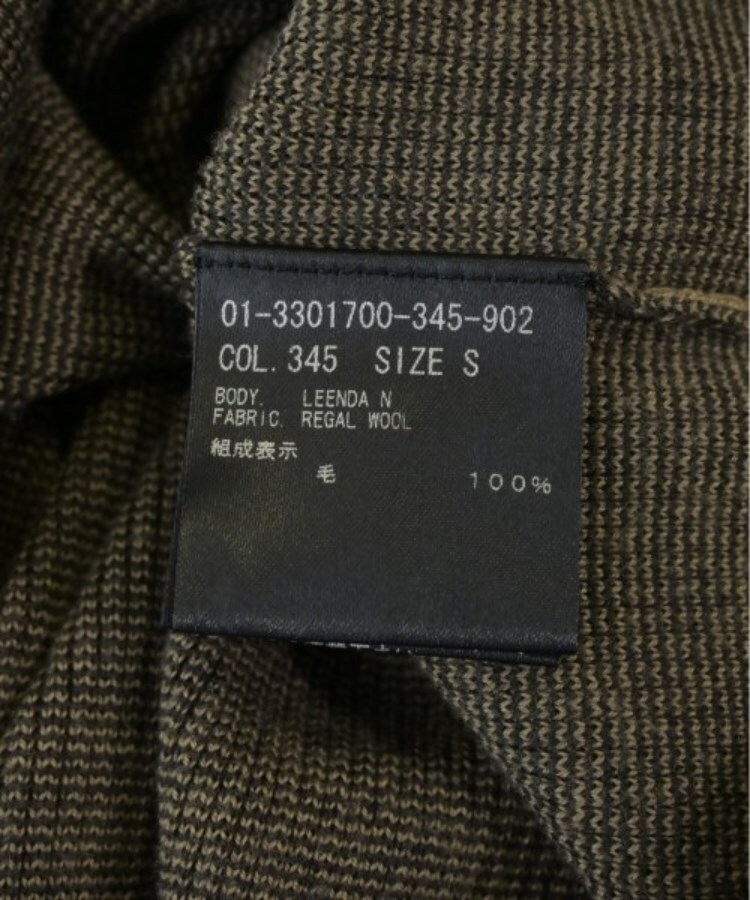 01-3301700-345-902
COL. 345 SIZE S
BODY. LEENDA N
FABRIC. REGAL WOOL
組成表示
毛 100%